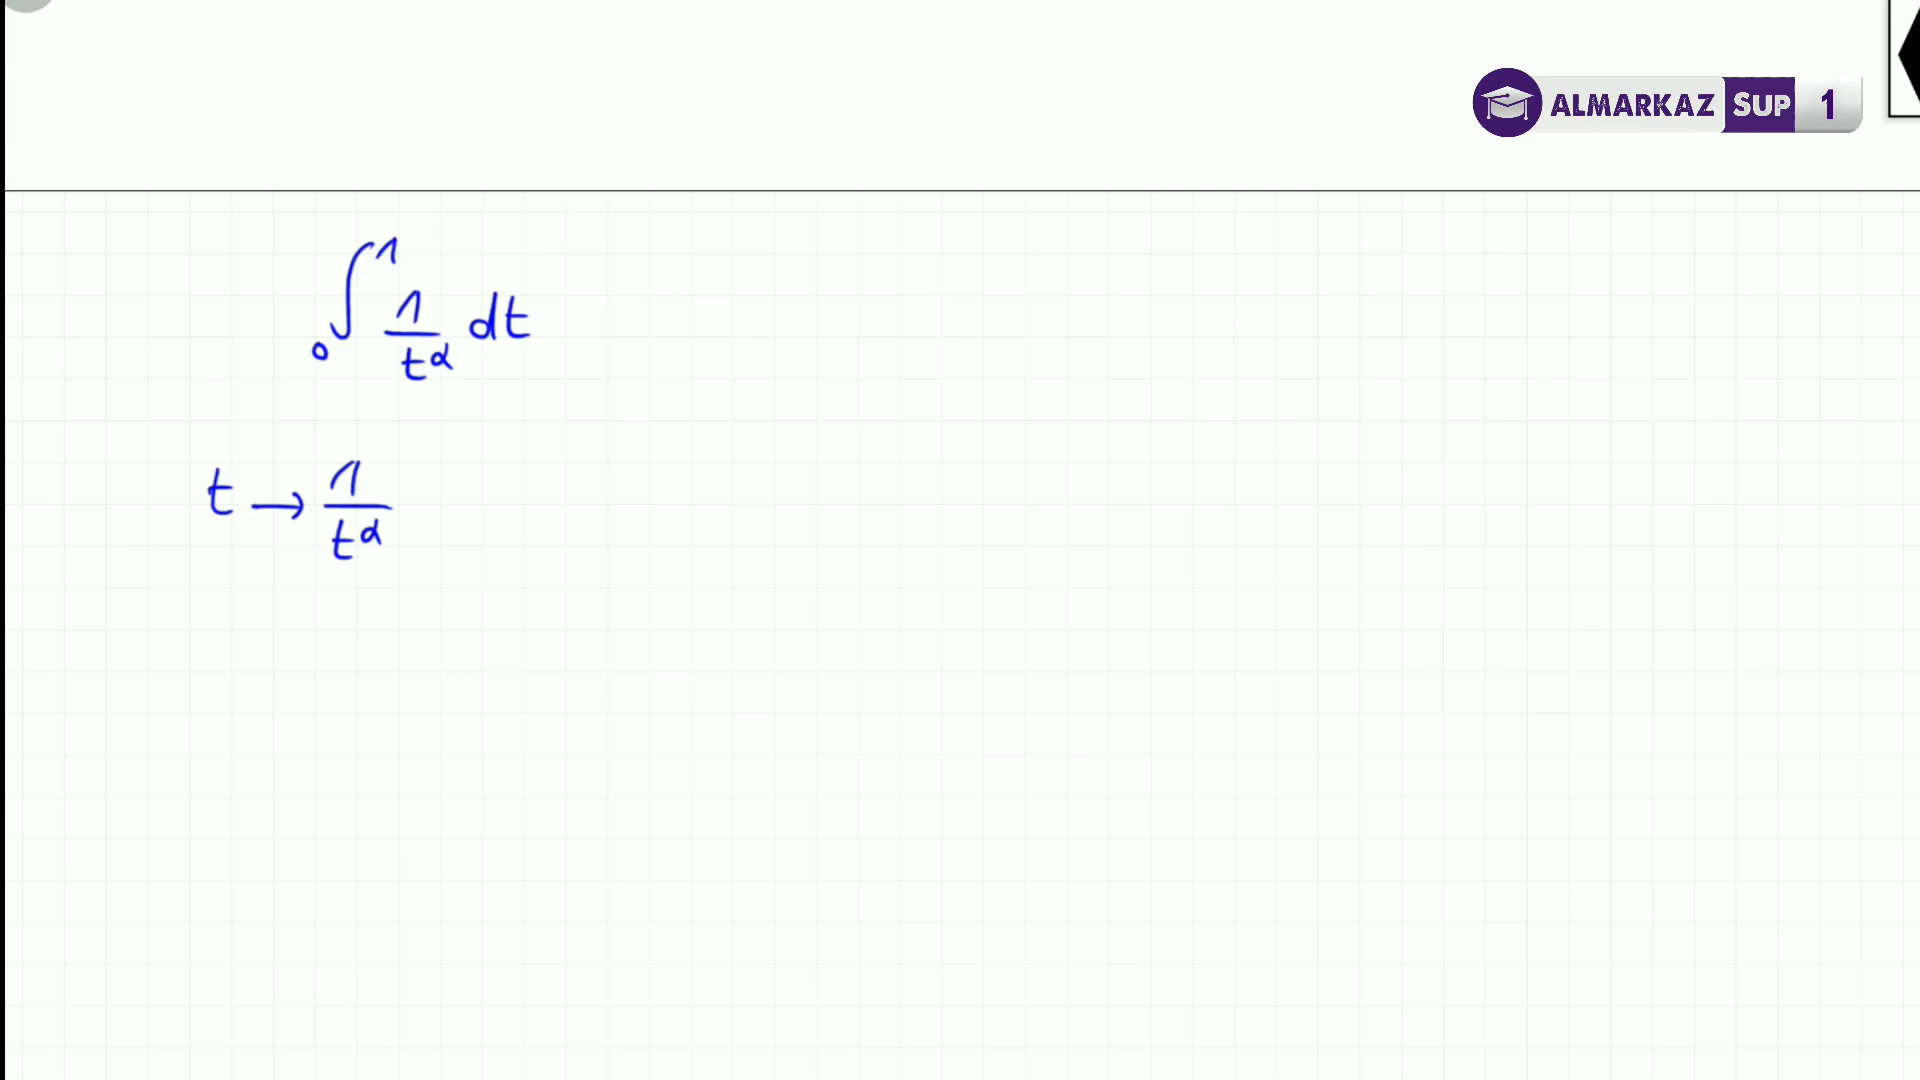 ALMARKAZ SUP 1
∫₀¹ 1/t^α dt
t → 1/t^α